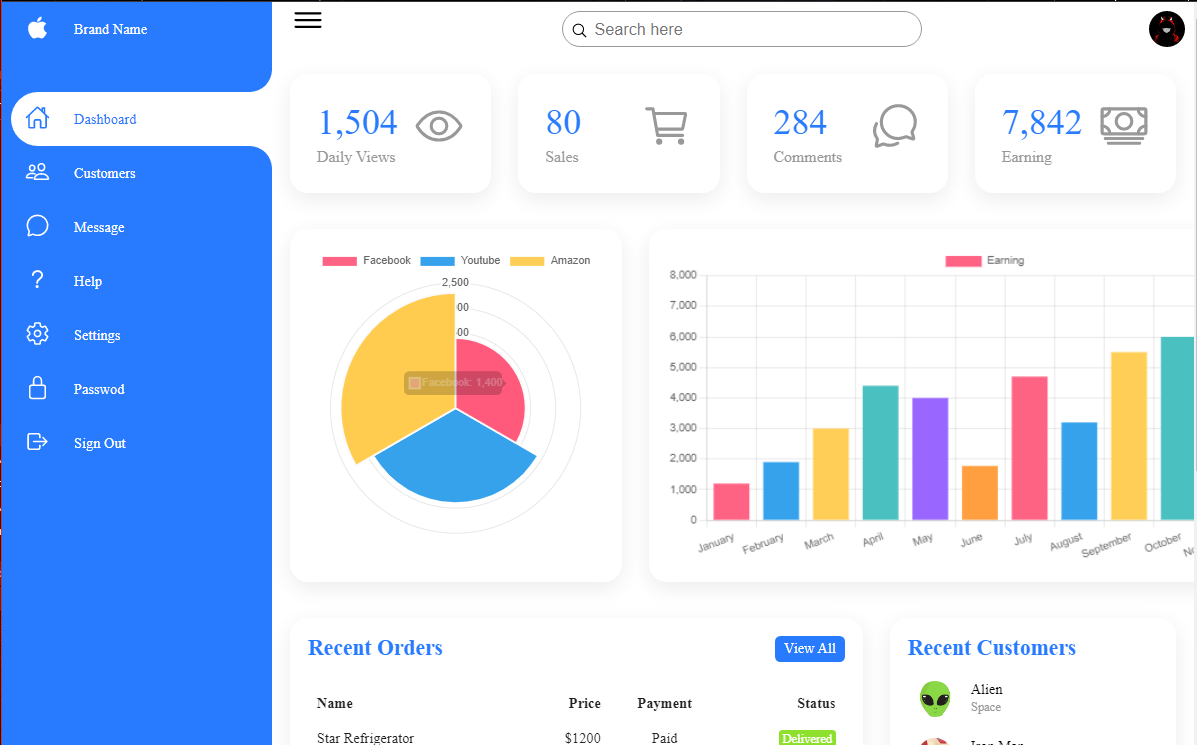 Brand Name
Search here
Dashboard
Customers
Message
Help
Settings
Passwod
Sign Out
1,504
Daily Views
80
Sales
284
Comments
7,842
Earning
Facebook Youtube Amazon
2,500
00
00
Facebook: 1,400
Earning
8,000
7,000
6,000
5,000
4,000
3,000
2,000
1,000
0
January February March April May June July August September October
Recent Orders
View All
Name Price Payment Status
Star Refrigerator $1200 Paid Delivered
Recent Customers
Alien
Space